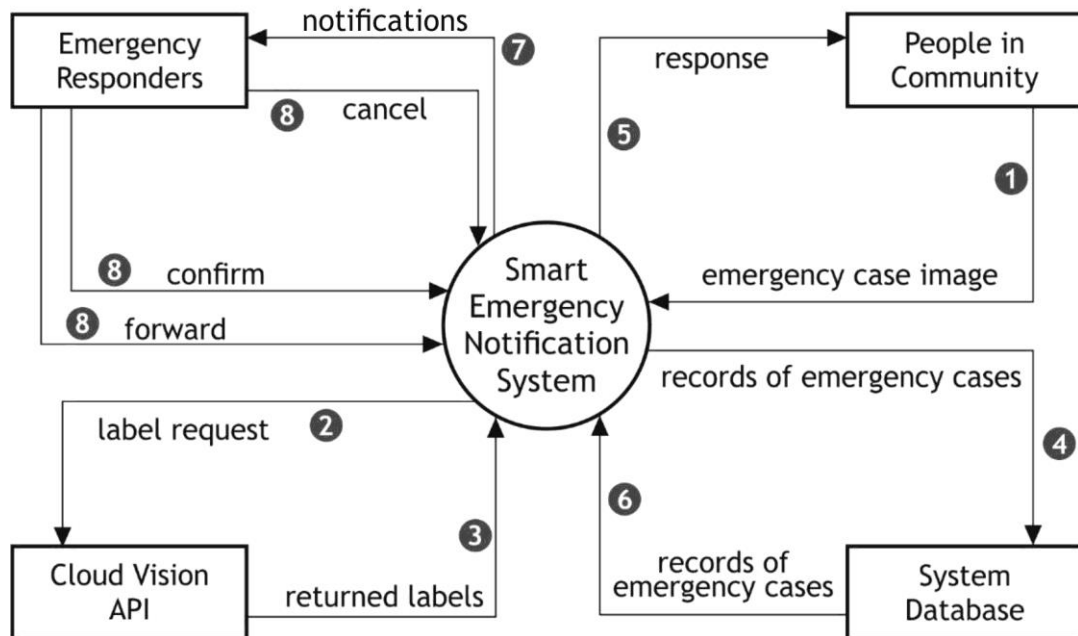 Emergency
Responders
notifications
7
8
cancel
response
5
People in
Community
1
8
confirm
8
forward
emergency case image
Smart
Emergency
Notification
System
label request
2
records of emergency cases
4
3
6
Cloud Vision
API
returned labels
records of
emergency cases
System
Database